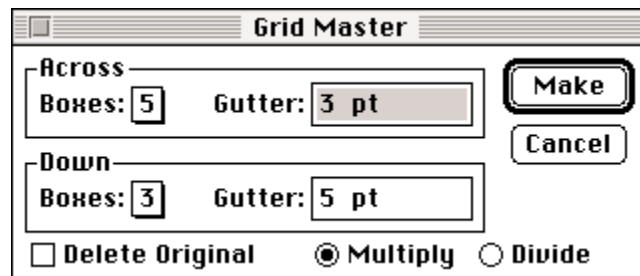 Grid Master
Across
Boxes: 5 Gutter: 3 pt
Make
Cancel
Down
Boxes: 3 Gutter: 5 pt
Delete Original Multiply Divide